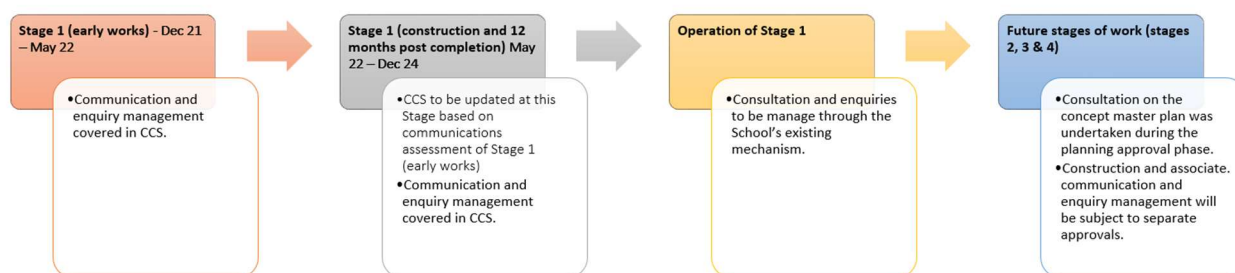 Stage 1 (early works) - Dec 21
– May 22
•Communication and
enquiry management
covered in CCS.
Stage 1 (construction and 12
months post completion) May
22 – Dec 24
•CCS to be updated at this
Stage based on
communications
assessment of Stage 1
(early works)
•Communication and
enquiry management
covered in CCS.
Operation of Stage 1
•Consultation and enquiries
to be manage through the
School's existing
mechanism.
Future stages of work (stages
2, 3 & 4)
•Consultation on the
concept master plan was
undertaken during the
planning approval phase.
•Construction and associate.
communication and
enquiry management will
be subject to separate
approvals.